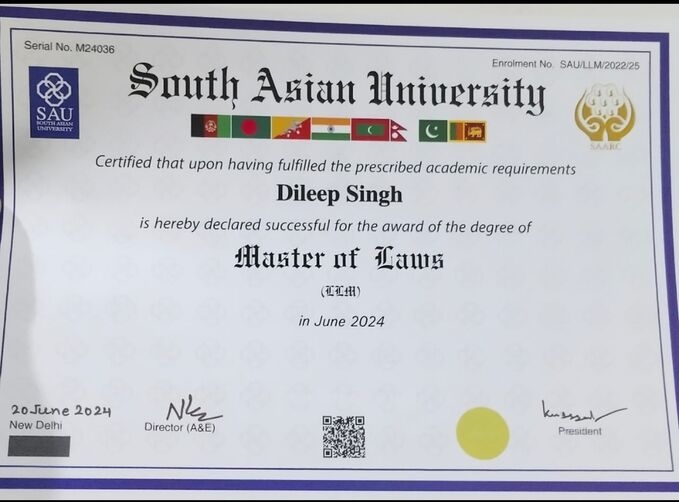 Serial No. M24036
Enrolment No. SAU/LLM/2022/25
South Asian University
SAU
SOUTH ASIAN
UNIVERSITY
SAARC
Certified that upon having fulfilled the prescribed academic requirements
Dileep Singh
is hereby declared successful for the award of the degree of
Master of Laws
(LLM)
in June 2024
20 June 2024
New Delhi
Director (A&E)
President